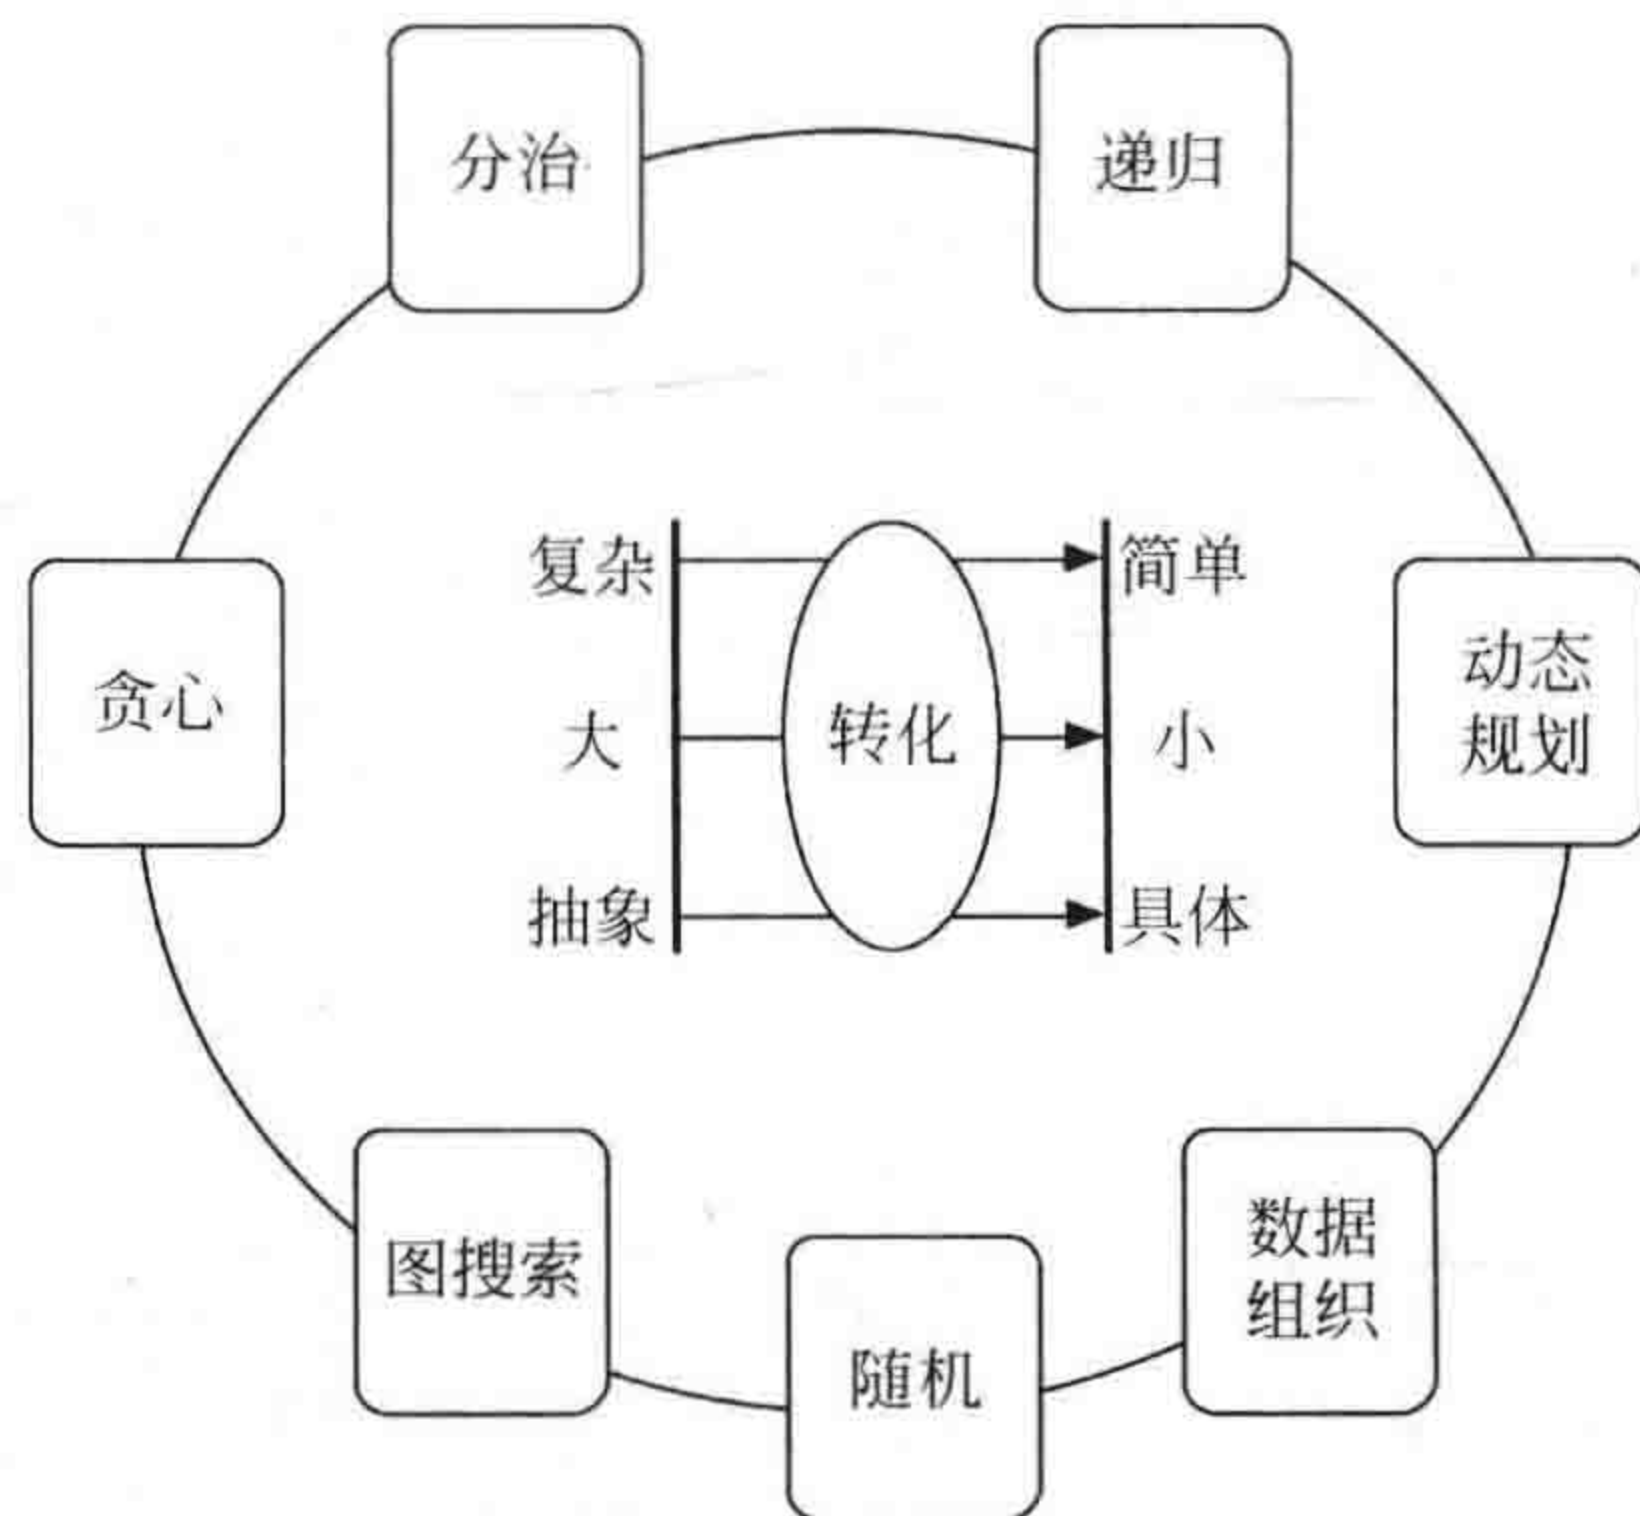 分治
递归
复杂
简单
贪心
大
转化
小
动态
规划
抽象
具体
图搜索
随机
数据
组织